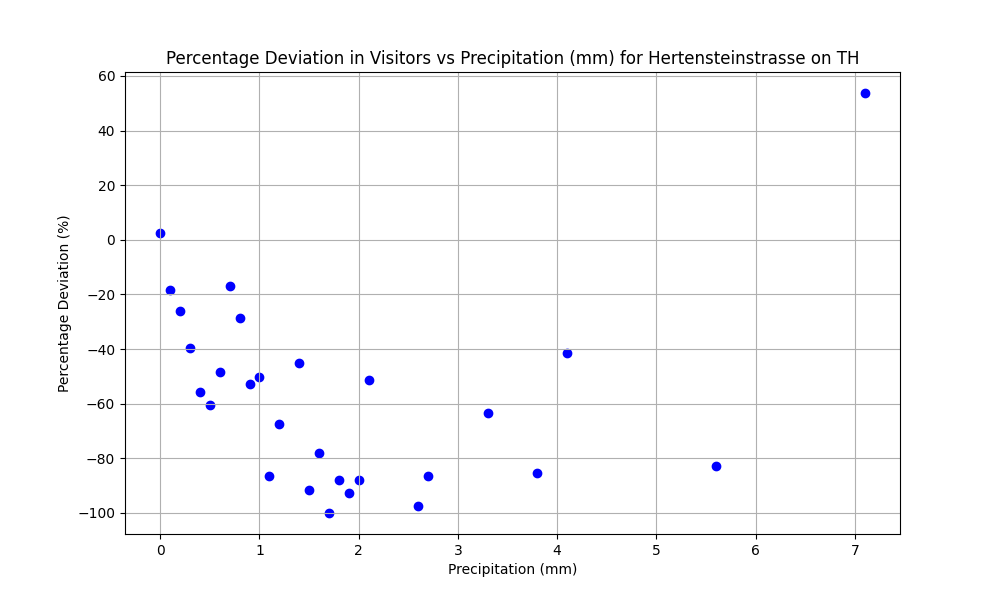 Percentage Deviation in Visitors vs Precipitation (mm) for Hertensteinstrasse on TH
60
40
20
0
−20
−40
−60
−80
−100
Percentage Deviation (%)
0 1 2 3 4 5 6 7
Precipitation (mm)